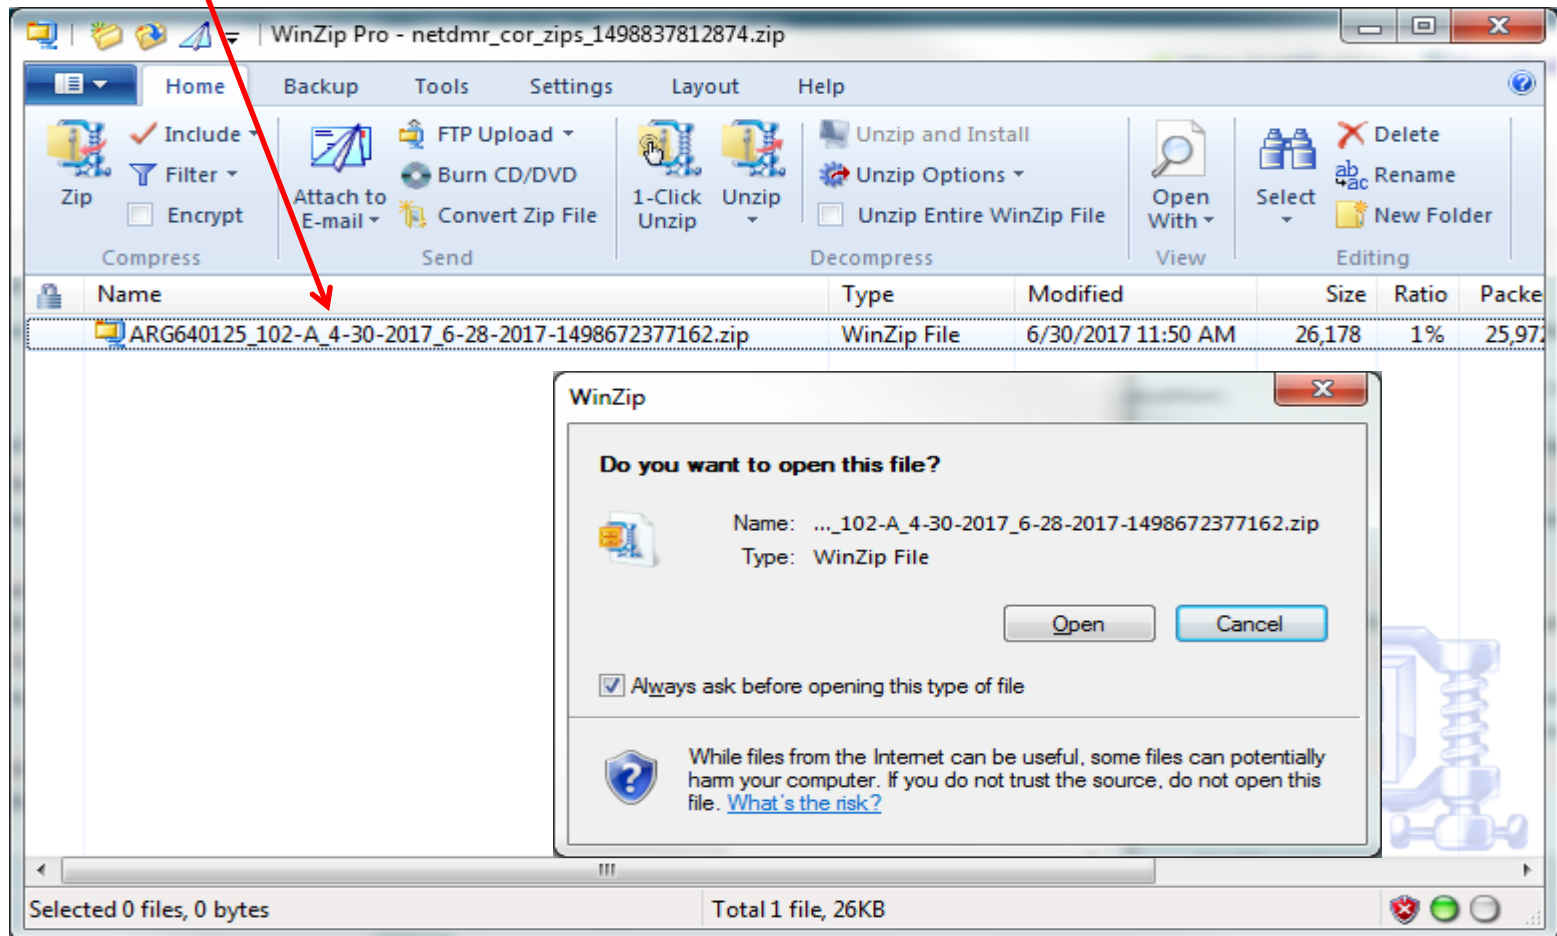 WinZip Pro - netdmr_cor_zips_1498837812874.zip
Home Backup Tools Settings Layout Help
Zip
Include
Filter
Encrypt
Compress
Attach to
E-mail
FTP Upload
Burn CD/DVD
Convert Zip File
Send
1-Click
Unzip
Unzip
Unzip and Install
Unzip Options
Unzip Entire WinZip File
Decompress
Open
With
View
Select
Delete
Rename
New Folder
Editing
Name Type Modified Size Ratio Packe
ARG640125_102-A_4-30-2017_6-28-2017-1498672377162.zip WinZip File 6/30/2017 11:50 AM 26,178 1% 25,972
WinZip
Do you want to open this file?
Name: ..._102-A_4-30-2017_6-28-2017-1498672377162.zip
Type: WinZip File
Open Cancel
Always ask before opening this type of file
While files from the Internet can be useful, some files can potentially
harm your computer. If you do not trust the source, do not open this
file. What's the risk?
Selected 0 files, 0 bytes Total 1 file, 26KB